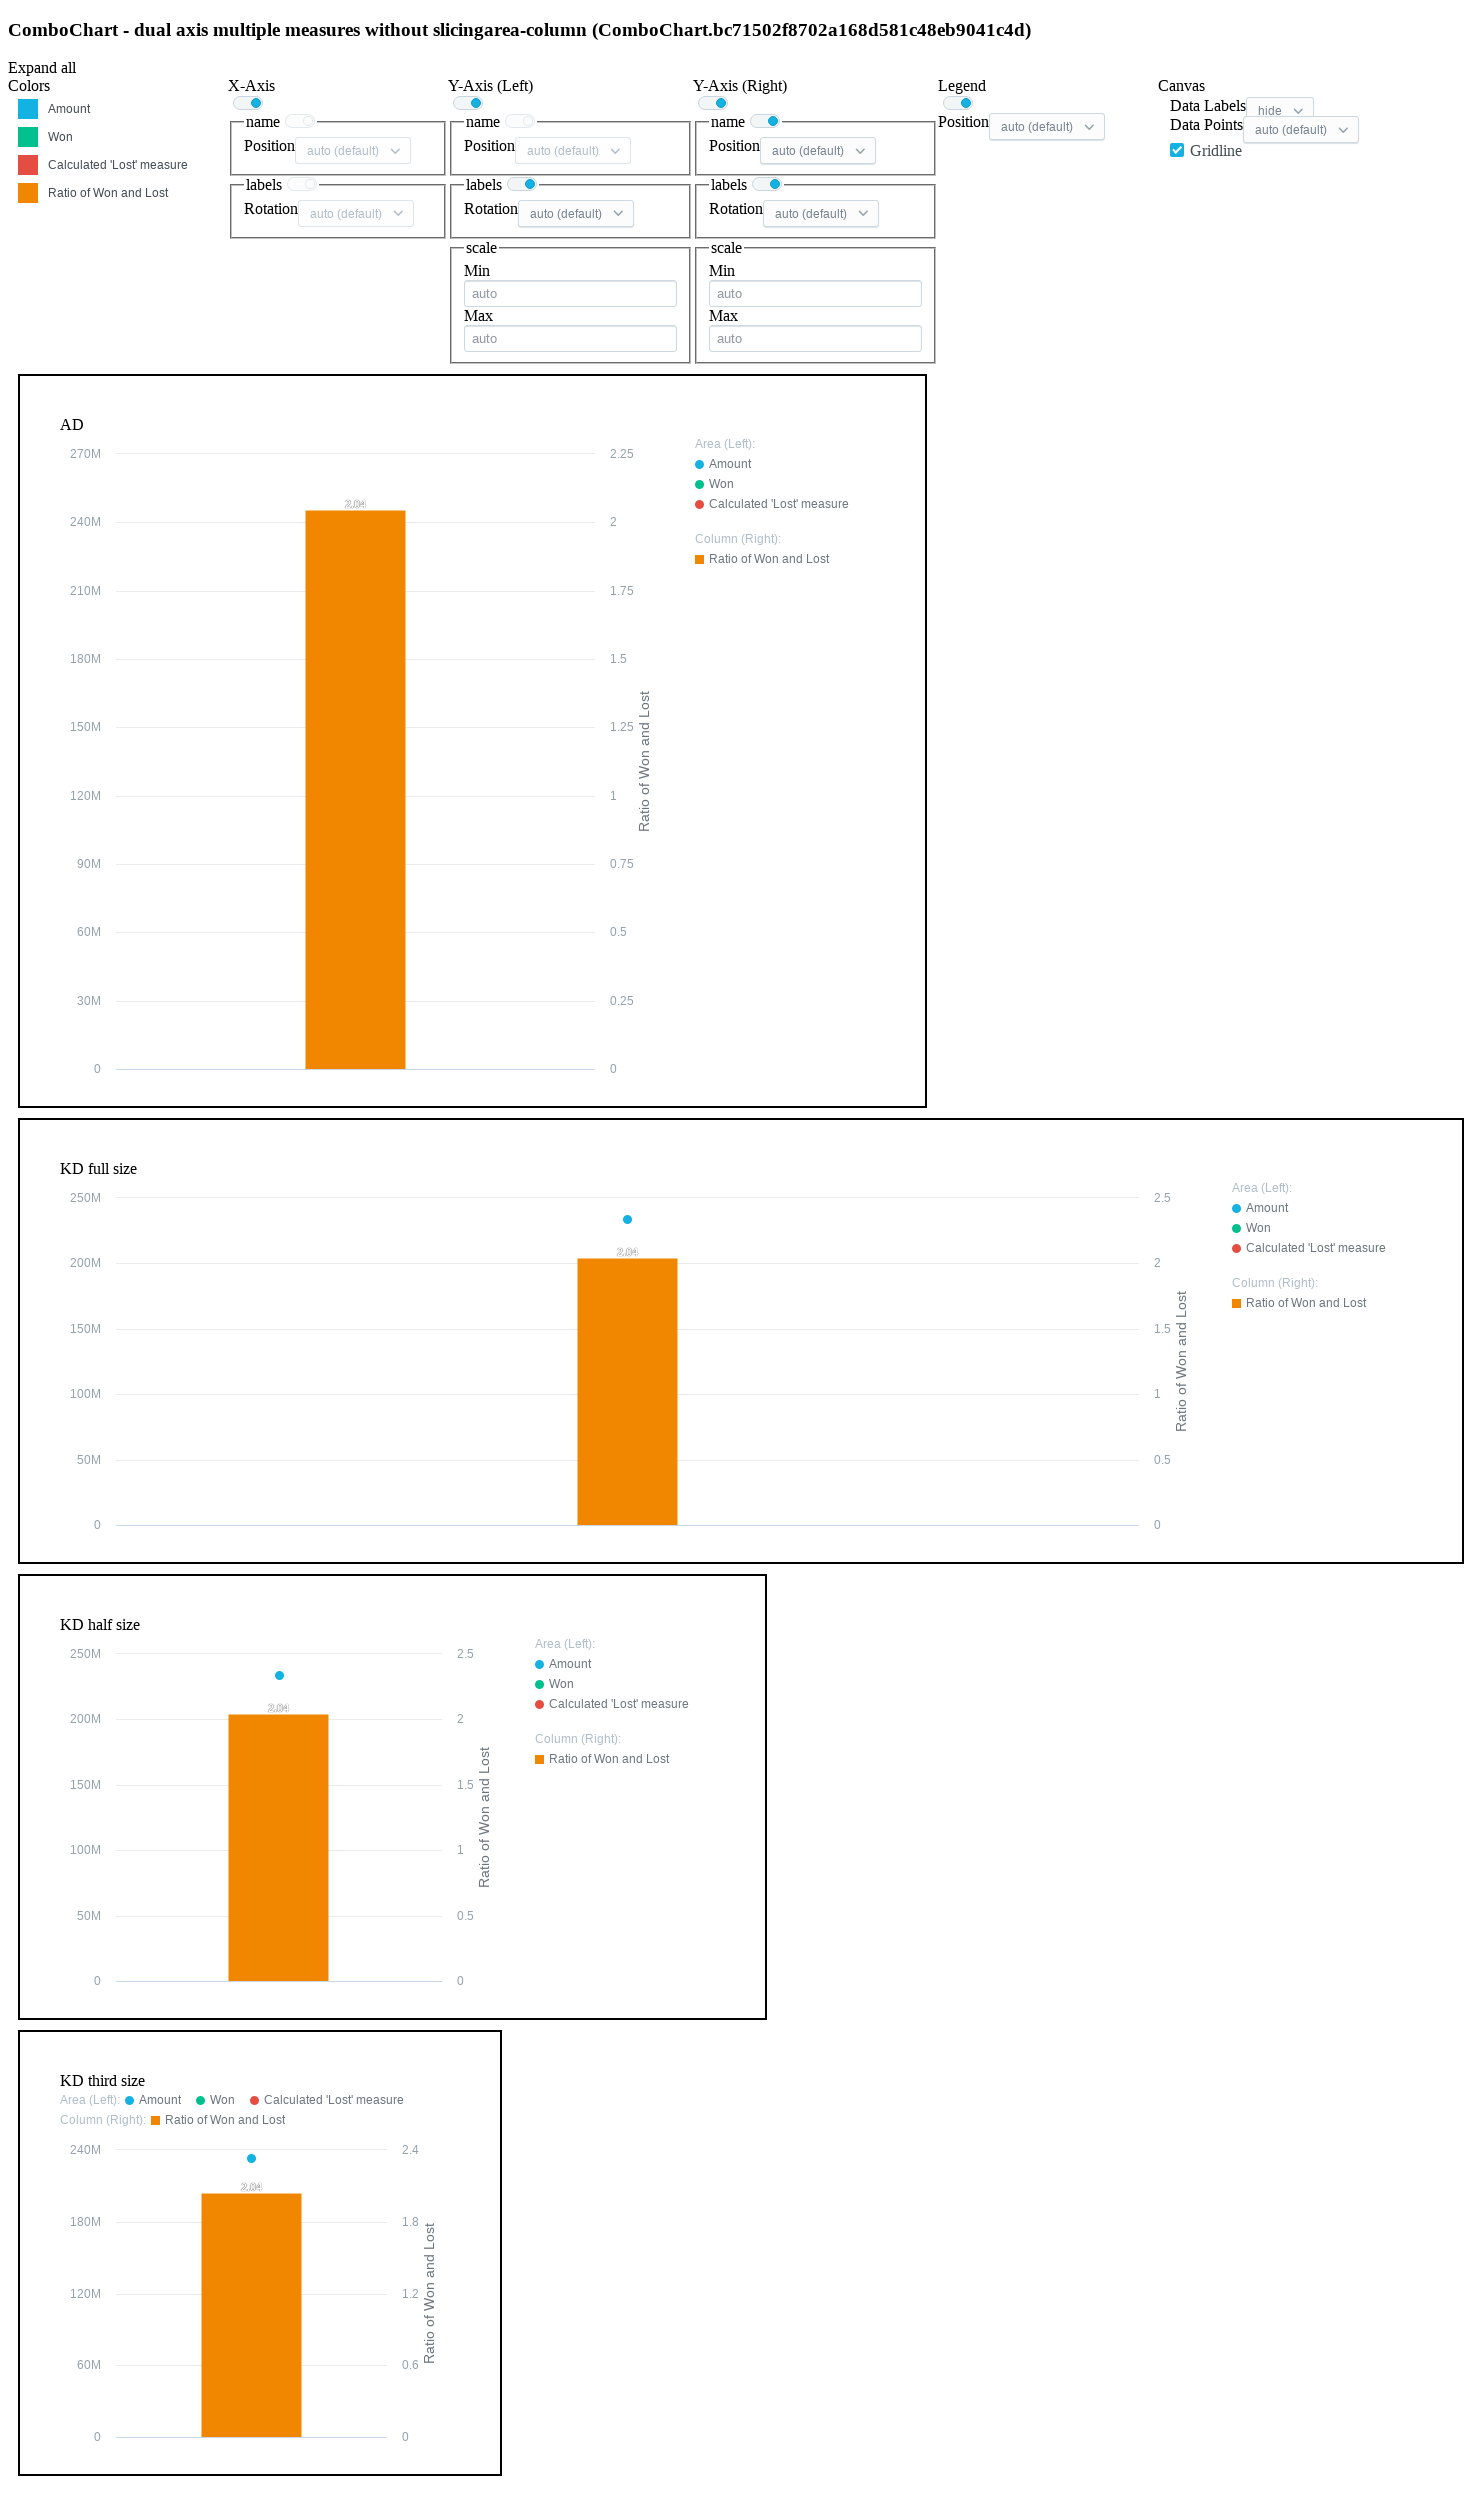 ComboChart - dual axis multiple measures without slicingarea-column (ComboChart.bc71502f8702a168d581c48eb9041c4d)
Expand all
Colors
Amount
Won
Calculated 'Lost' measure
Ratio of Won and Lost
X-Axis
name
Position auto (default)
labels
Rotation auto (default)
Y-Axis (Left)
name
Position auto (default)
labels
Rotation auto (default)
scale
Min
auto
Max
auto
Y-Axis (Right)
name
Position auto (default)
labels
Rotation auto (default)
scale
Min
auto
Max
auto
Legend
Position auto (default)
Canvas
Data Labels hide
Data Points auto (default)
Gridline
AD
270M
240M
210M
180M
150M
120M
90M
60M
30M
0
2.04
2.25
2
1.75
1.5
1.25
1
0.75
0.5
0.25
0
Ratio of Won and Lost
Area (Left):
Amount
Won
Calculated 'Lost' measure
Column (Right):
Ratio of Won and Lost
KD full size
250M
200M
150M
100M
50M
0
2.04
2.5
2
1.5
1
0.5
0
Ratio of Won and Lost
Area (Left):
Amount
Won
Calculated 'Lost' measure
Column (Right):
Ratio of Won and Lost
KD half size
250M
200M
150M
100M
50M
0
2.04
2.5
2
1.5
1
0.5
0
Ratio of Won and Lost
Area (Left):
Amount
Won
Calculated 'Lost' measure
Column (Right):
Ratio of Won and Lost
KD third size
Area (Left): Amount Won Calculated 'Lost' measure
Column (Right): Ratio of Won and Lost
240M
180M
120M
60M
0
2.04
2.4
1.8
1.2
0.6
0
Ratio of Won and Lost